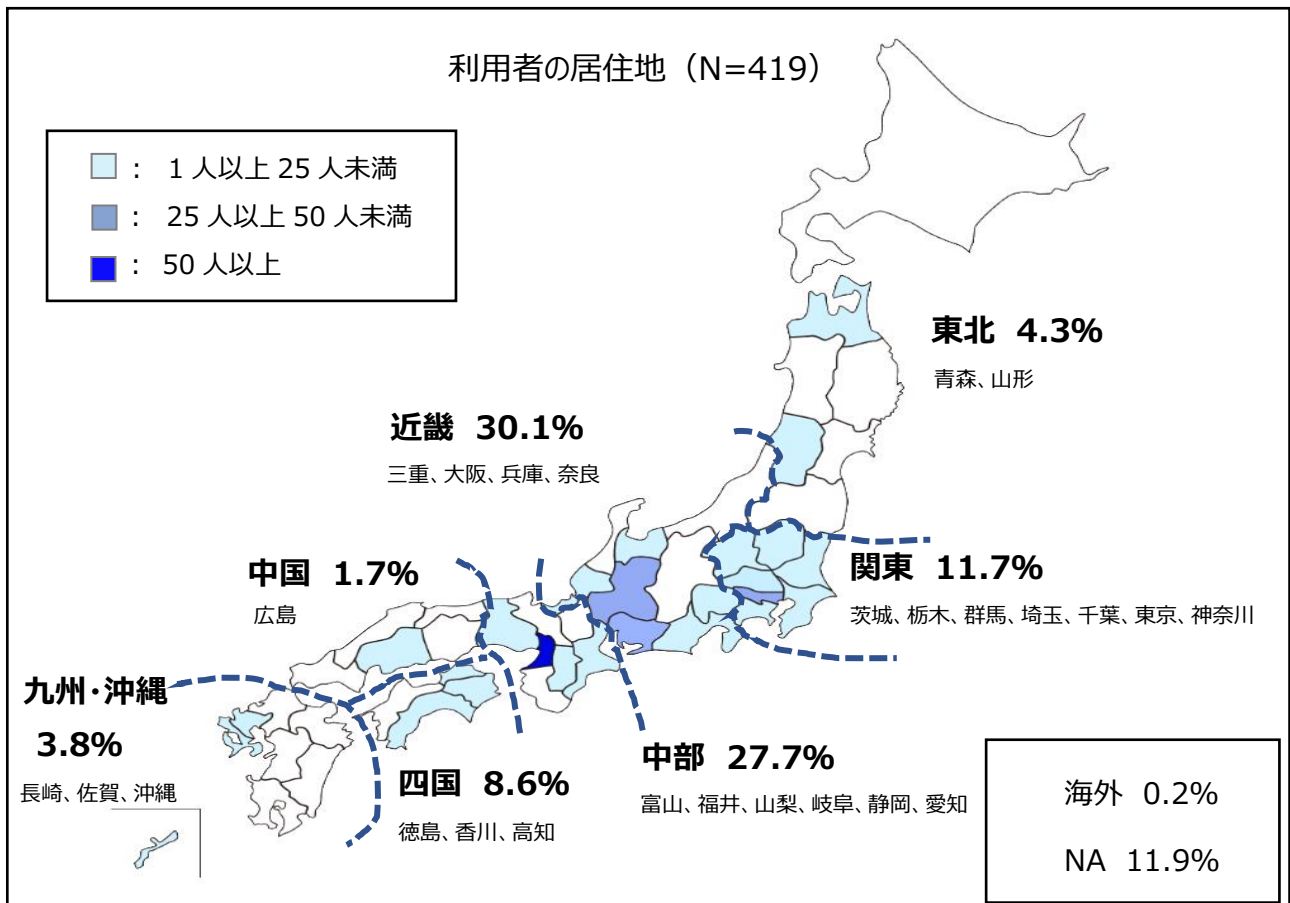 利用者の居住地（N=419）
： 1 人以上 25 人未満
： 25 人以上 50 人未満
： 50 人以上
東北 4.3%
青森、山形
近畿 30.1%
三重、大阪、兵庫、奈良
中国 1.7%
広島
関東 11.7%
茨城、栃木、群馬、埼玉、千葉、東京、神奈川
九州・沖縄
3.8%
長崎、佐賀、沖縄
四国 8.6%
徳島、香川、高知
中部 27.7%
富山、福井、山梨、岐阜、静岡、愛知
海外 0.2%
NA 11.9%